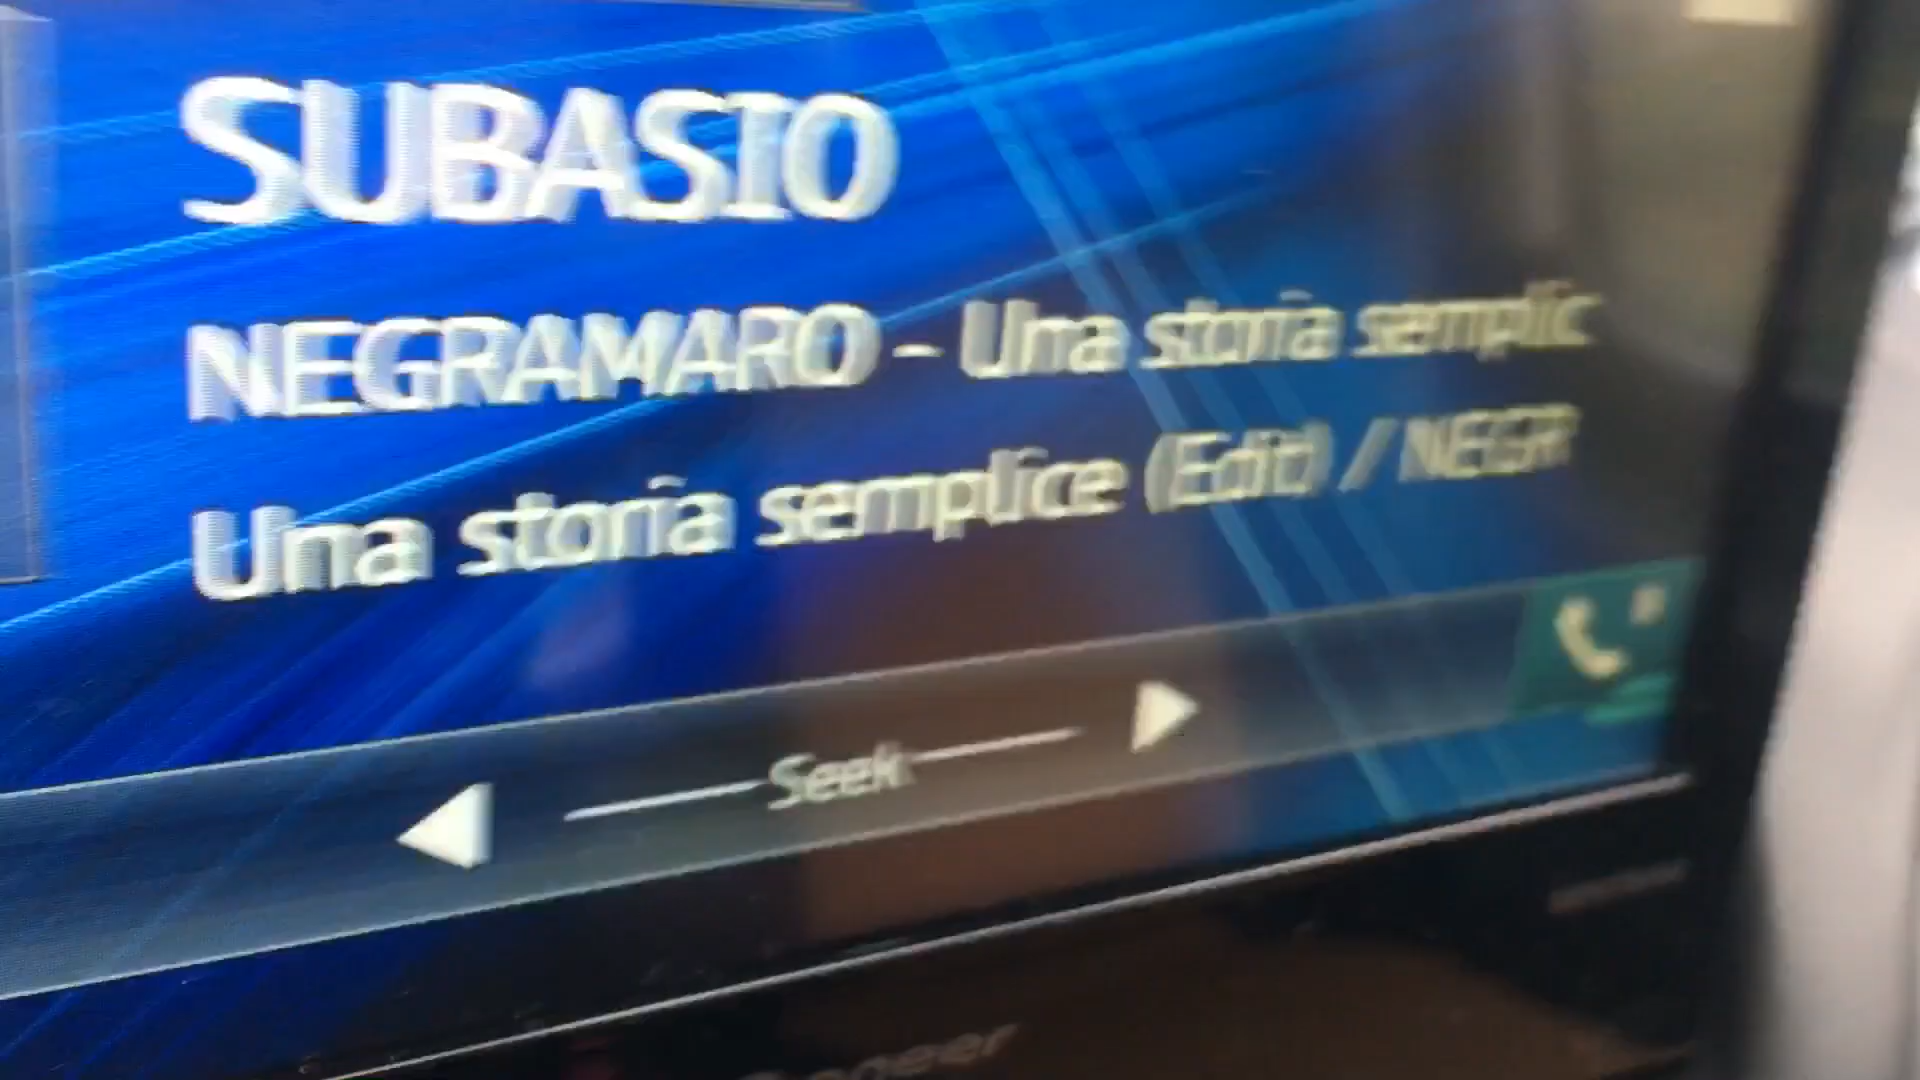 SUBASIO
NEGRAMARO - Una storia semplic
Una storia semplice (Edit) / NEGR
Seek